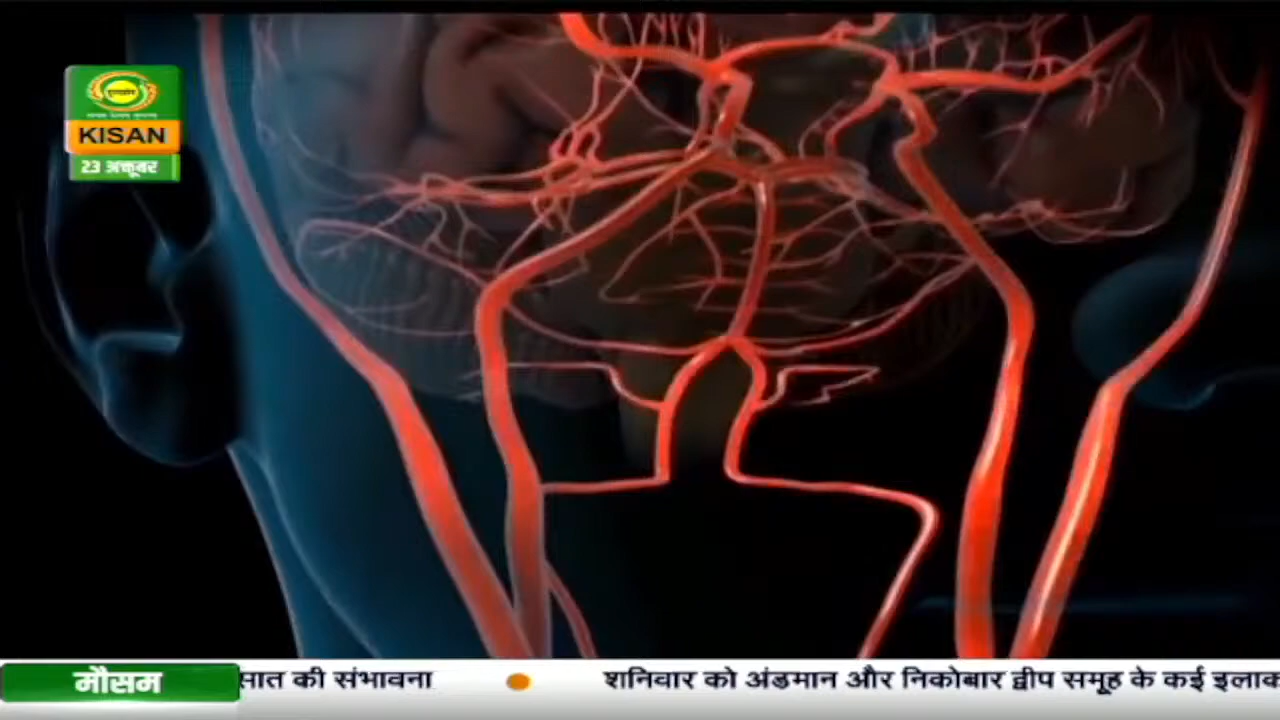 KISAN
23 अक्तूबर
मौसम
सात की संभावना
शनिवार को अंडमान और निकोबार द्वीप समूह के कई इलाक